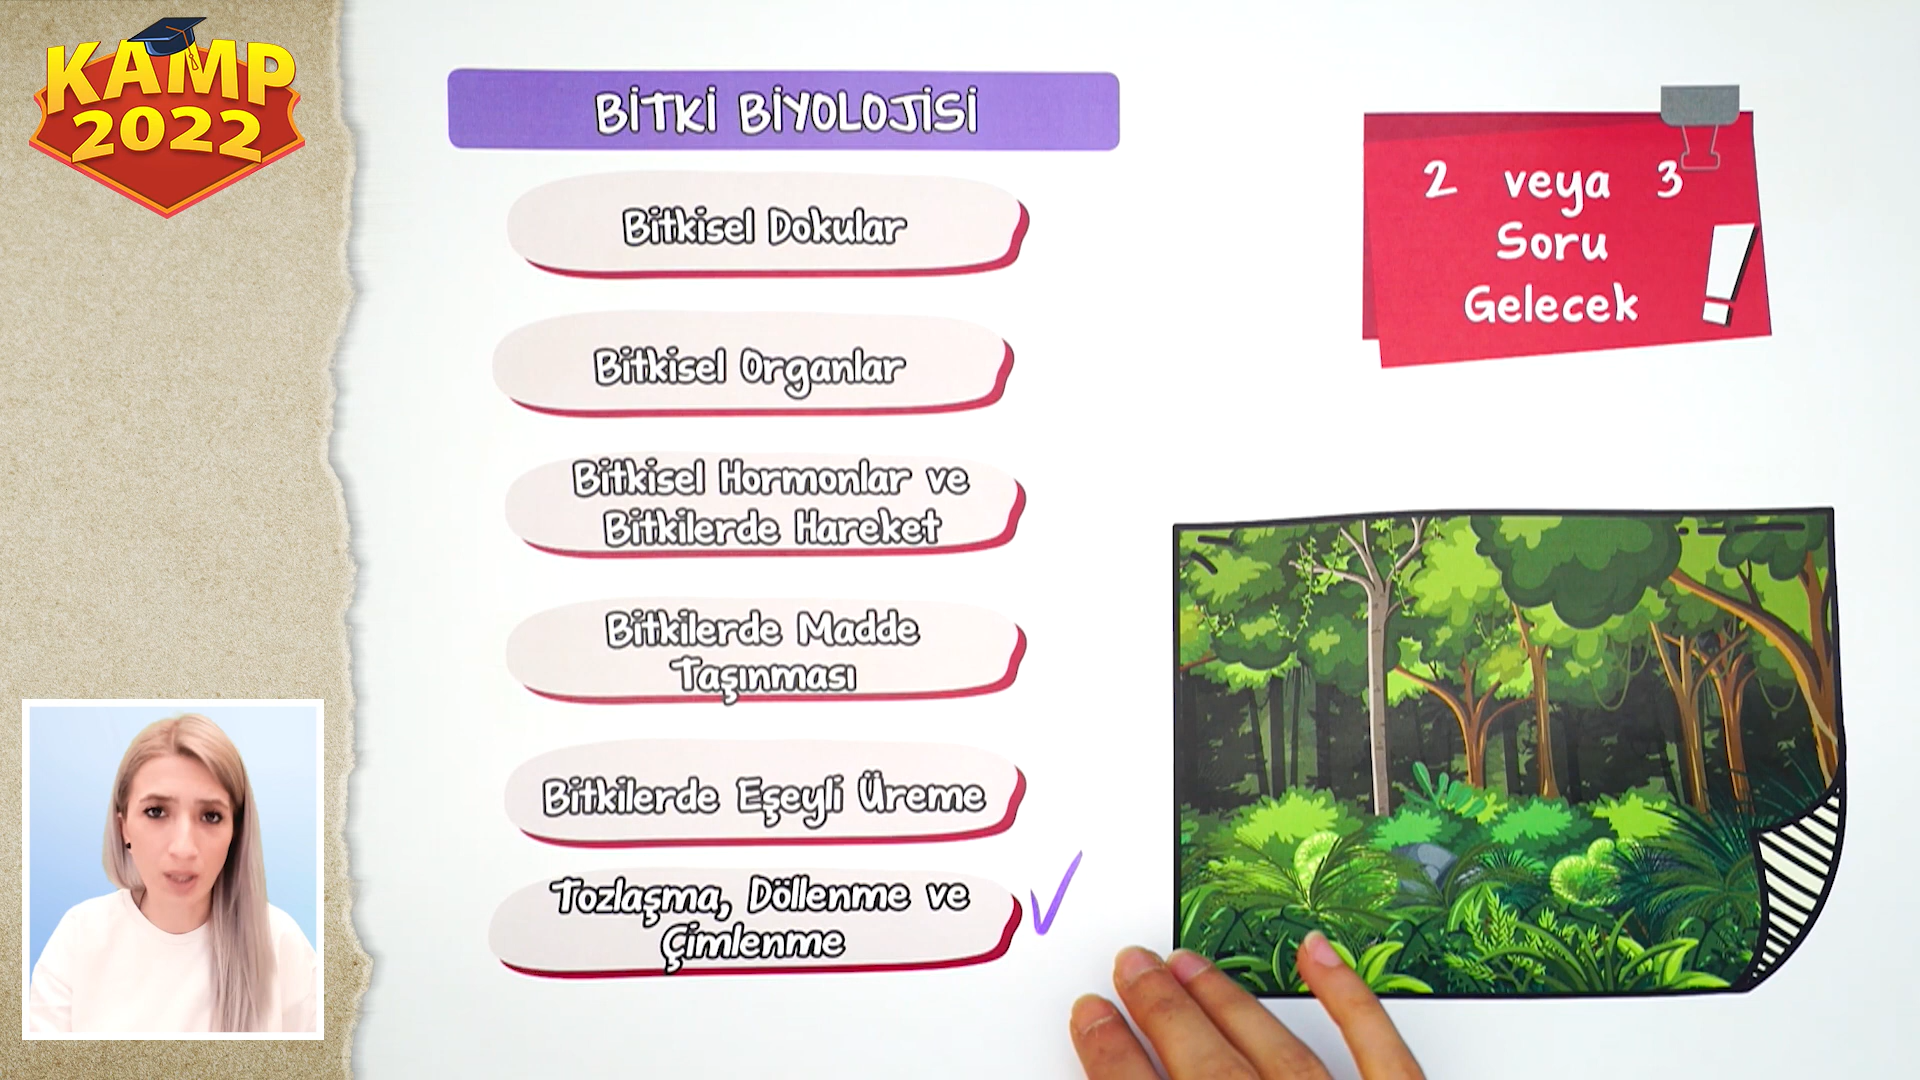 KAMP
2022
BİTKİ BİYOLOJİSİ
Bitkisel Dokular
Bitkisel Organlar
Bitkisel Hormonlar ve
Bitkilerde Hareket
Bitkilerde Madde
Taşınması
Bitkilerde Eşeyli Üreme
Tozlaşma, Döllenme ve
Çimlenme
2 veya 3
Soru
Gelecek !